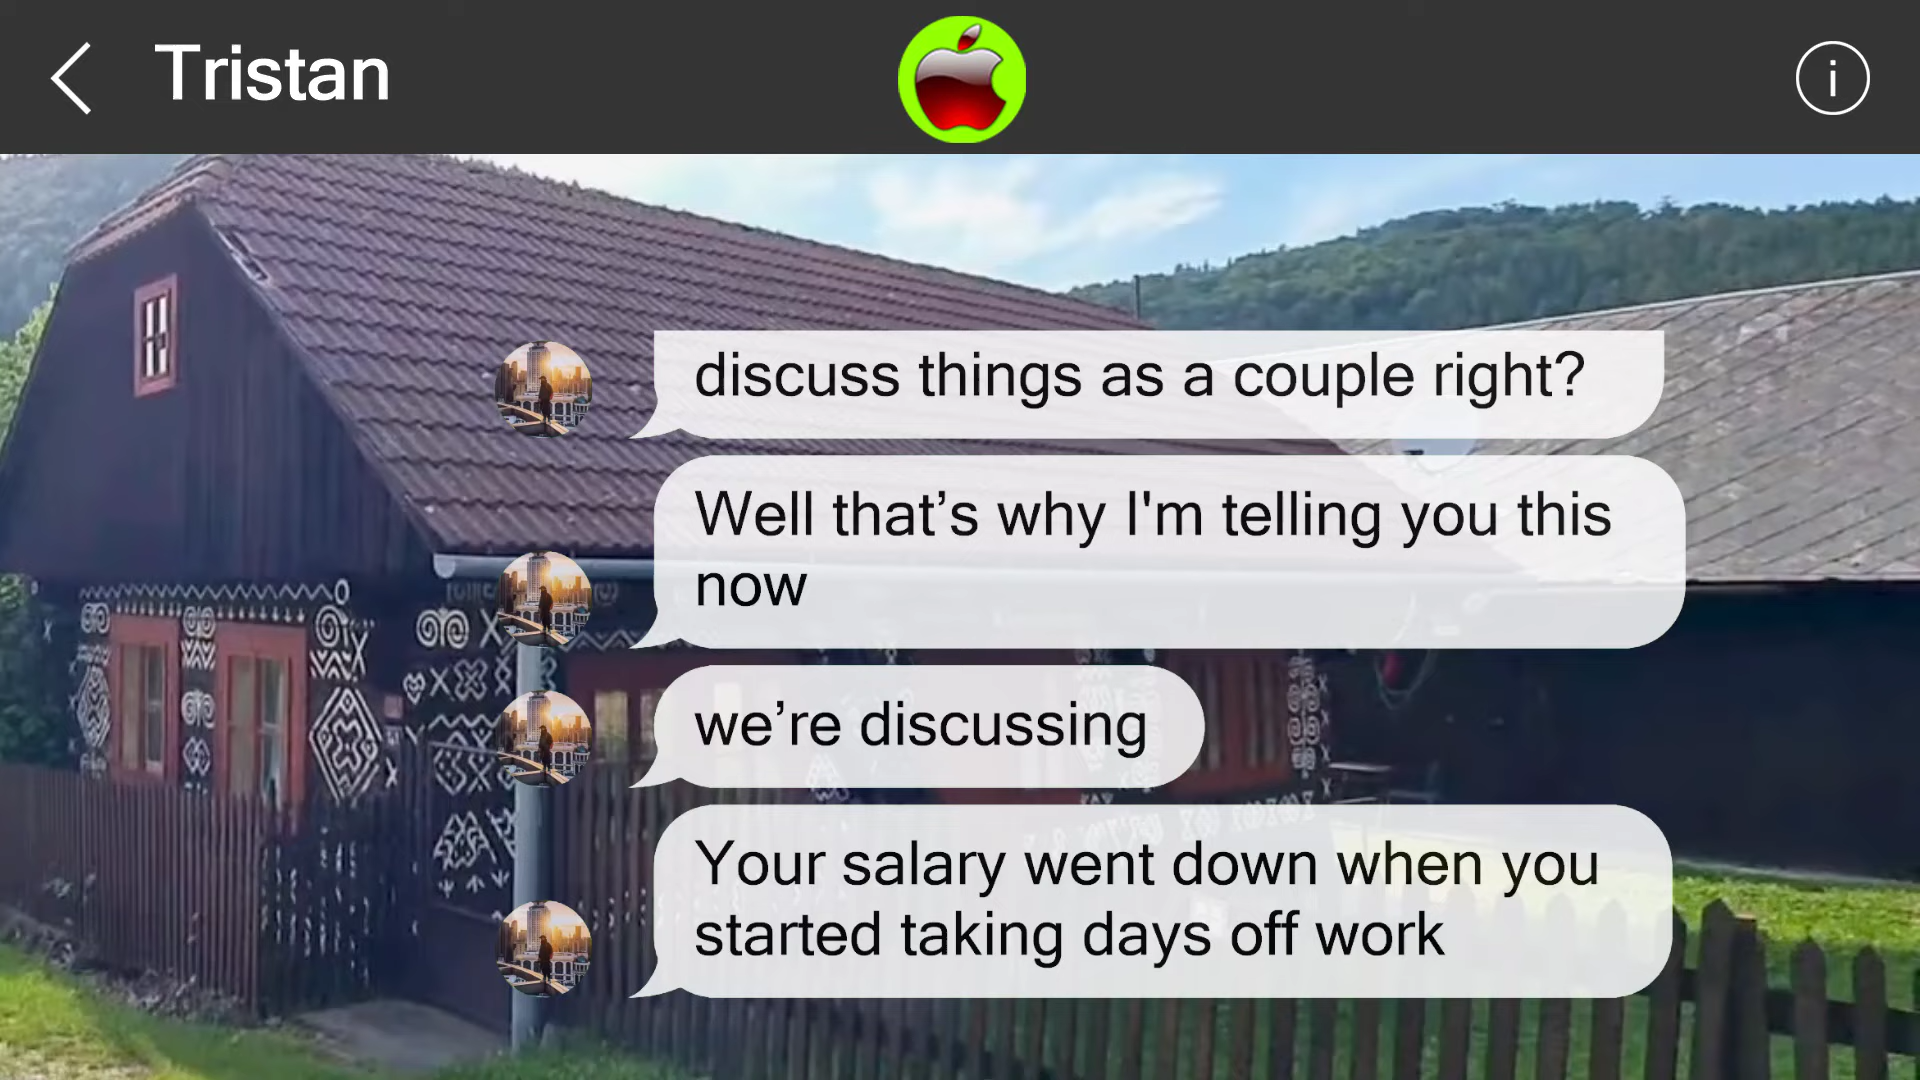 Tristan
i
discuss things as a couple right?
Well that’s why I'm telling you this
now
we’re discussing
Your salary went down when you
started taking days off work